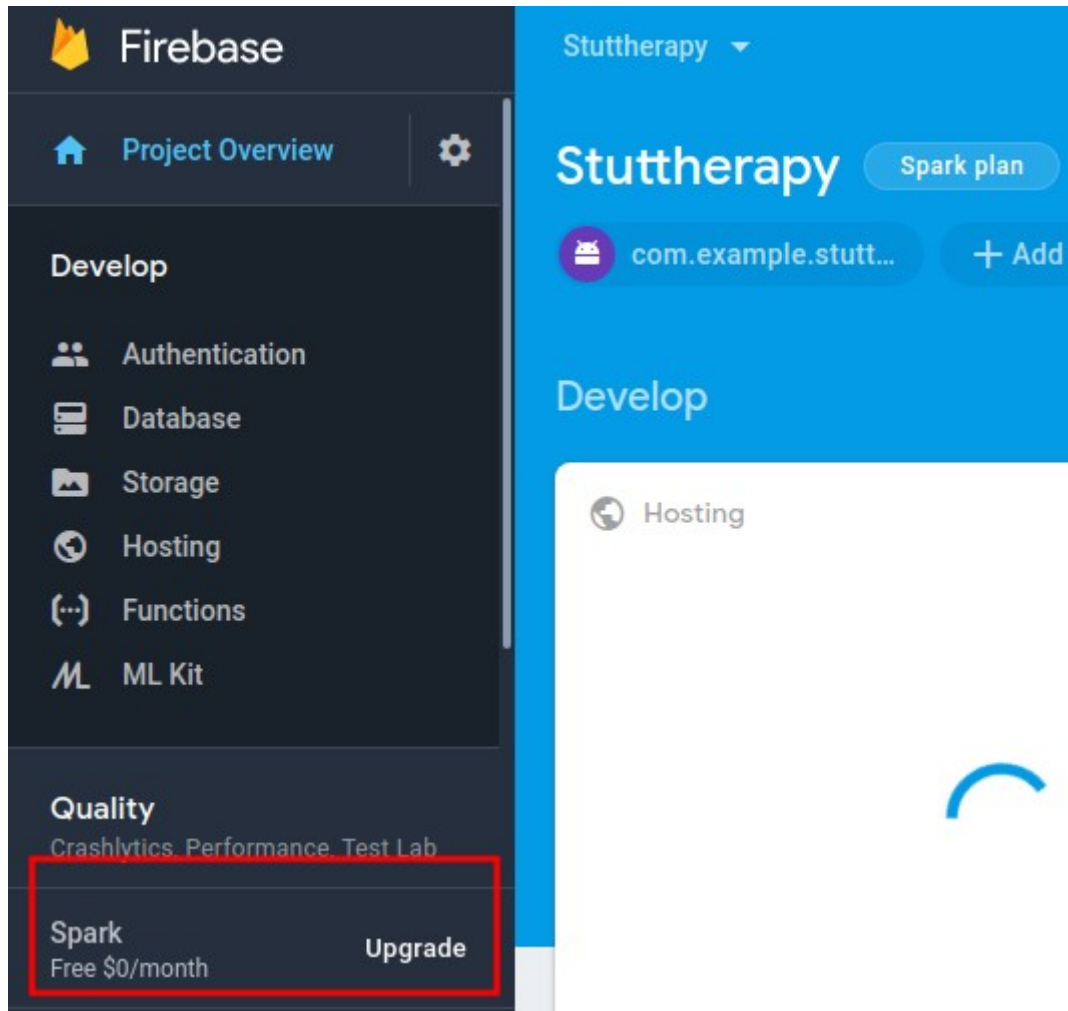 Firebase
Project Overview
Develop
Authentication
Database
Storage
Hosting
Functions
ML Kit
Quality
Crashlytics, Performance, Test Lab
Spark
Free $0/month
Upgrade
Stuttherapy
Stuttherapy Spark plan
com.example.stutt... + Add
Develop
Hosting